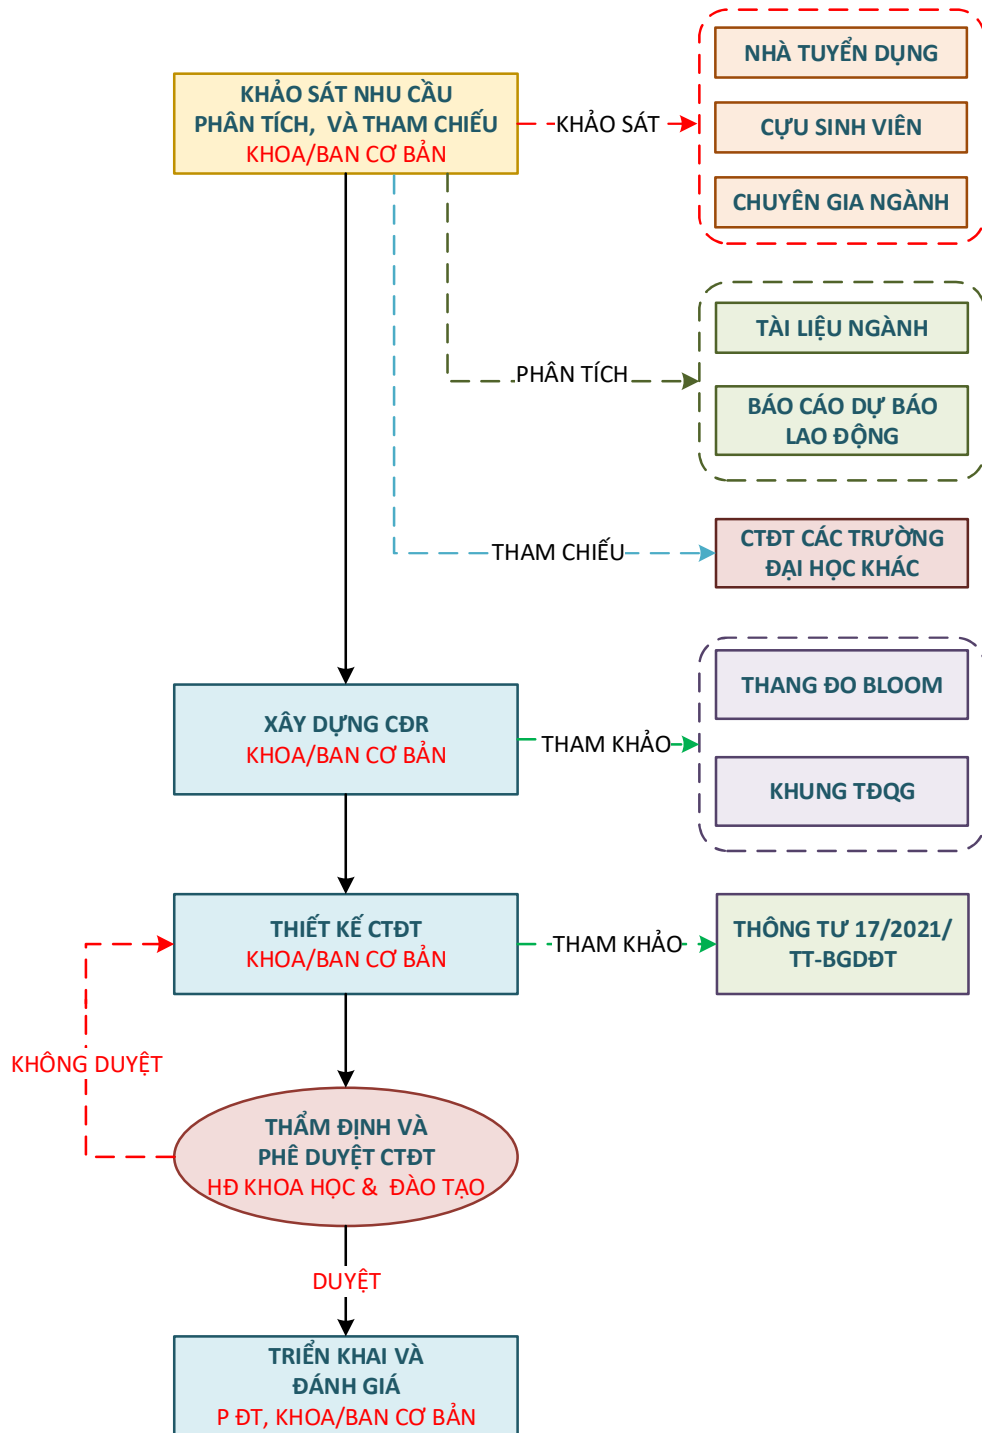 KHẢO SÁT NHU CẦU
PHÂN TÍCH, VÀ THAM CHIẾU
KHOA/BAN CƠ BẢN
KHẢO SÁT
NHÀ TUYỂN DỤNG
CỰU SINH VIÊN
CHUYÊN GIA NGÀNH
PHÂN TÍCH
TÀI LIỆU NGÀNH
BÁO CÁO DỰ BÁO
LAO ĐỘNG
THAM CHIẾU
CTĐT CÁC TRƯỜNG
ĐẠI HỌC KHÁC
XÂY DỰNG CĐR
KHOA/BAN CƠ BẢN
THAM KHẢO
THANG ĐO BLOOM
KHUNG TĐQG
THIẾT KẾ CTĐT
KHOA/BAN CƠ BẢN
THAM KHẢO
THÔNG TƯ 17/2021/
TT-BGDĐT
KHÔNG DUYỆT
THẨM ĐỊNH VÀ
PHÊ DUYỆT CTĐT
HĐ KHOA HỌC & ĐÀO TẠO
DUYỆT
TRIỂN KHAI VÀ
ĐÁNH GIÁ
P ĐT, KHOA/BAN CƠ BẢN